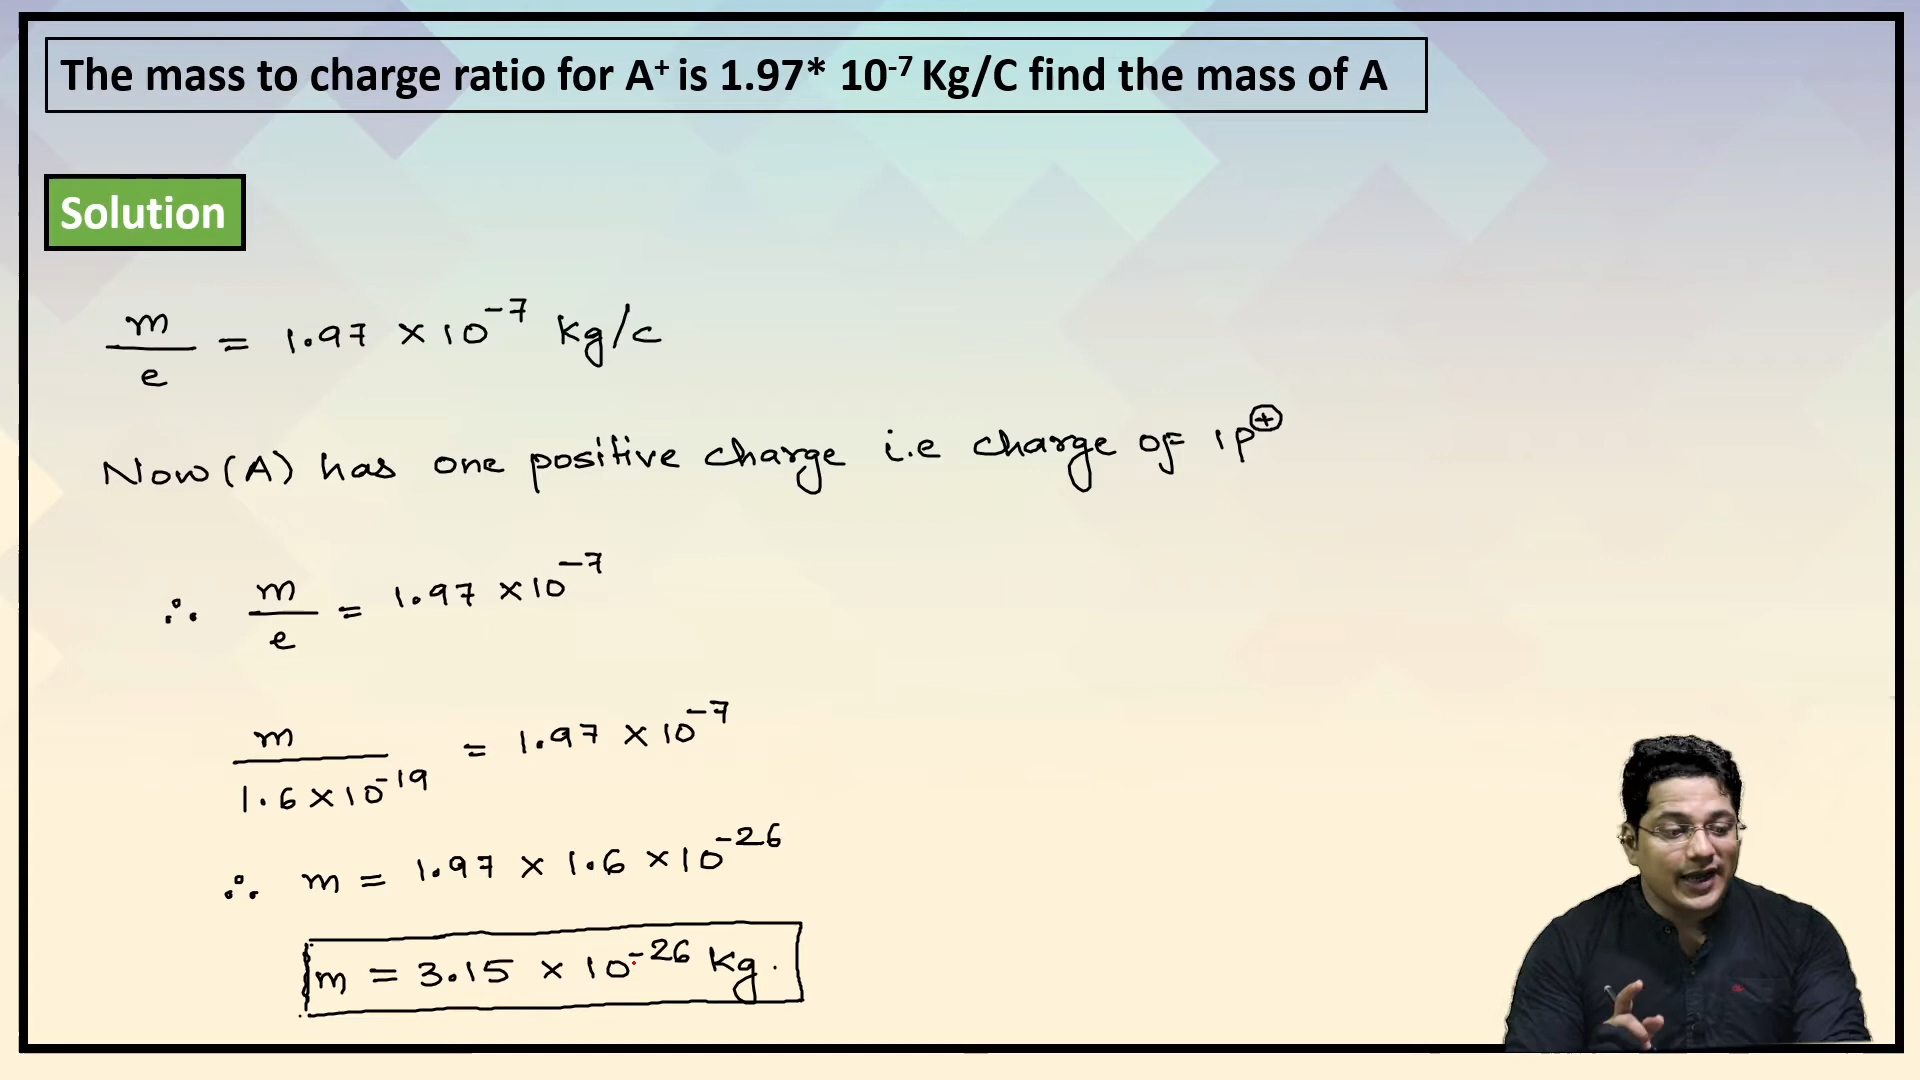 The mass to charge ratio for A⁺ is 1.97* 10⁻⁷ Kg/C find the mass of A
Solution
m/e = 1.97 × 10⁻⁷ kg/c
Now (A) has one positive charge i.e charge of 1p⊕
∴ m/e = 1.97 × 10⁻⁷
m/1.6 × 10⁻¹⁹ = 1.97 × 10⁻⁷
∴ m = 1.97 × 1.6 × 10⁻²⁶
m = 3.15 × 10⁻²⁶ kg.